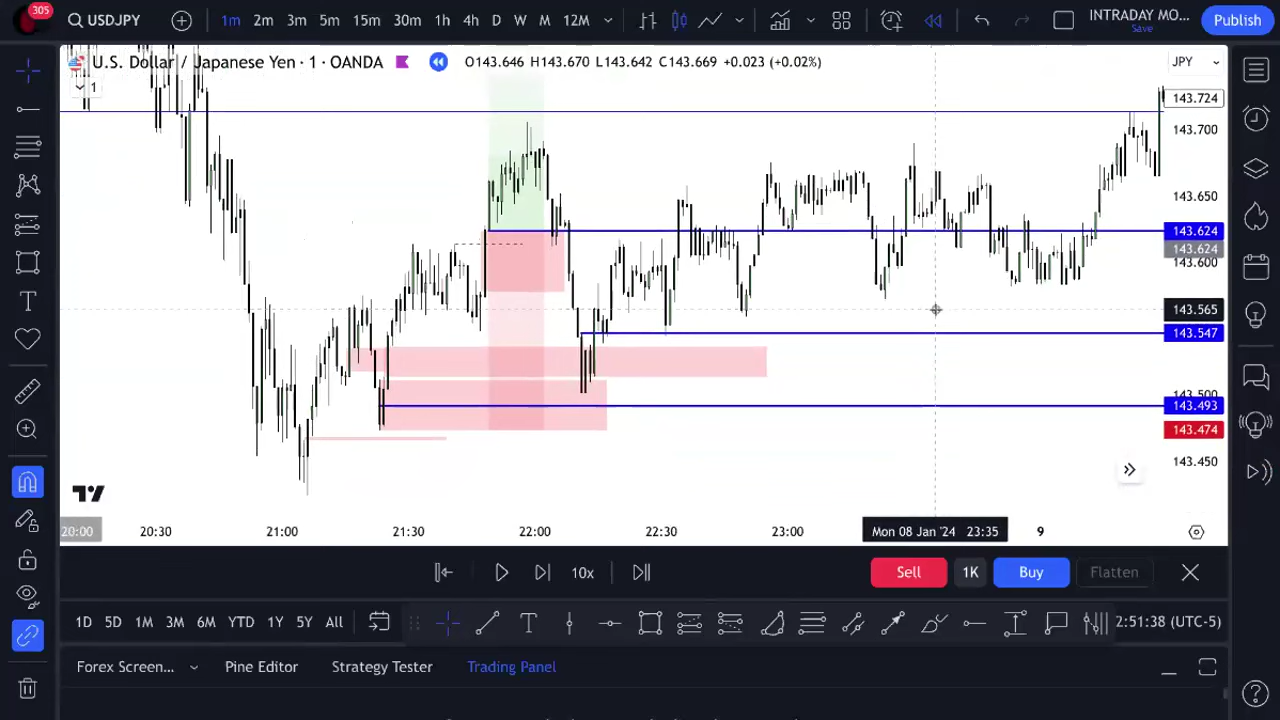 305
USDJPY
1m 2m 3m 5m 15m 30m 1h 4h D W M 12M
INTRADAY MO...
Save
Publish
U.S. Dollar / Japanese Yen · 1 · OANDA
O143.646 H143.670 L143.642 C143.669 +0.023 (+0.02%)
JPY
1
143.724
143.700
143.650
143.624
143.624
143.600
143.565
143.547
143.500
143.493
143.474
143.450
20:00 20:30 21:00 21:30 22:00 22:30 23:00 Mon 08 Jan '24 23:35 9
10x
Sell 1K Buy Flatten
1D 5D 1M 3M 6M YTD 1Y 5Y All
2:51:38 (UTC-5)
Forex Screen... Pine Editor Strategy Tester Trading Panel